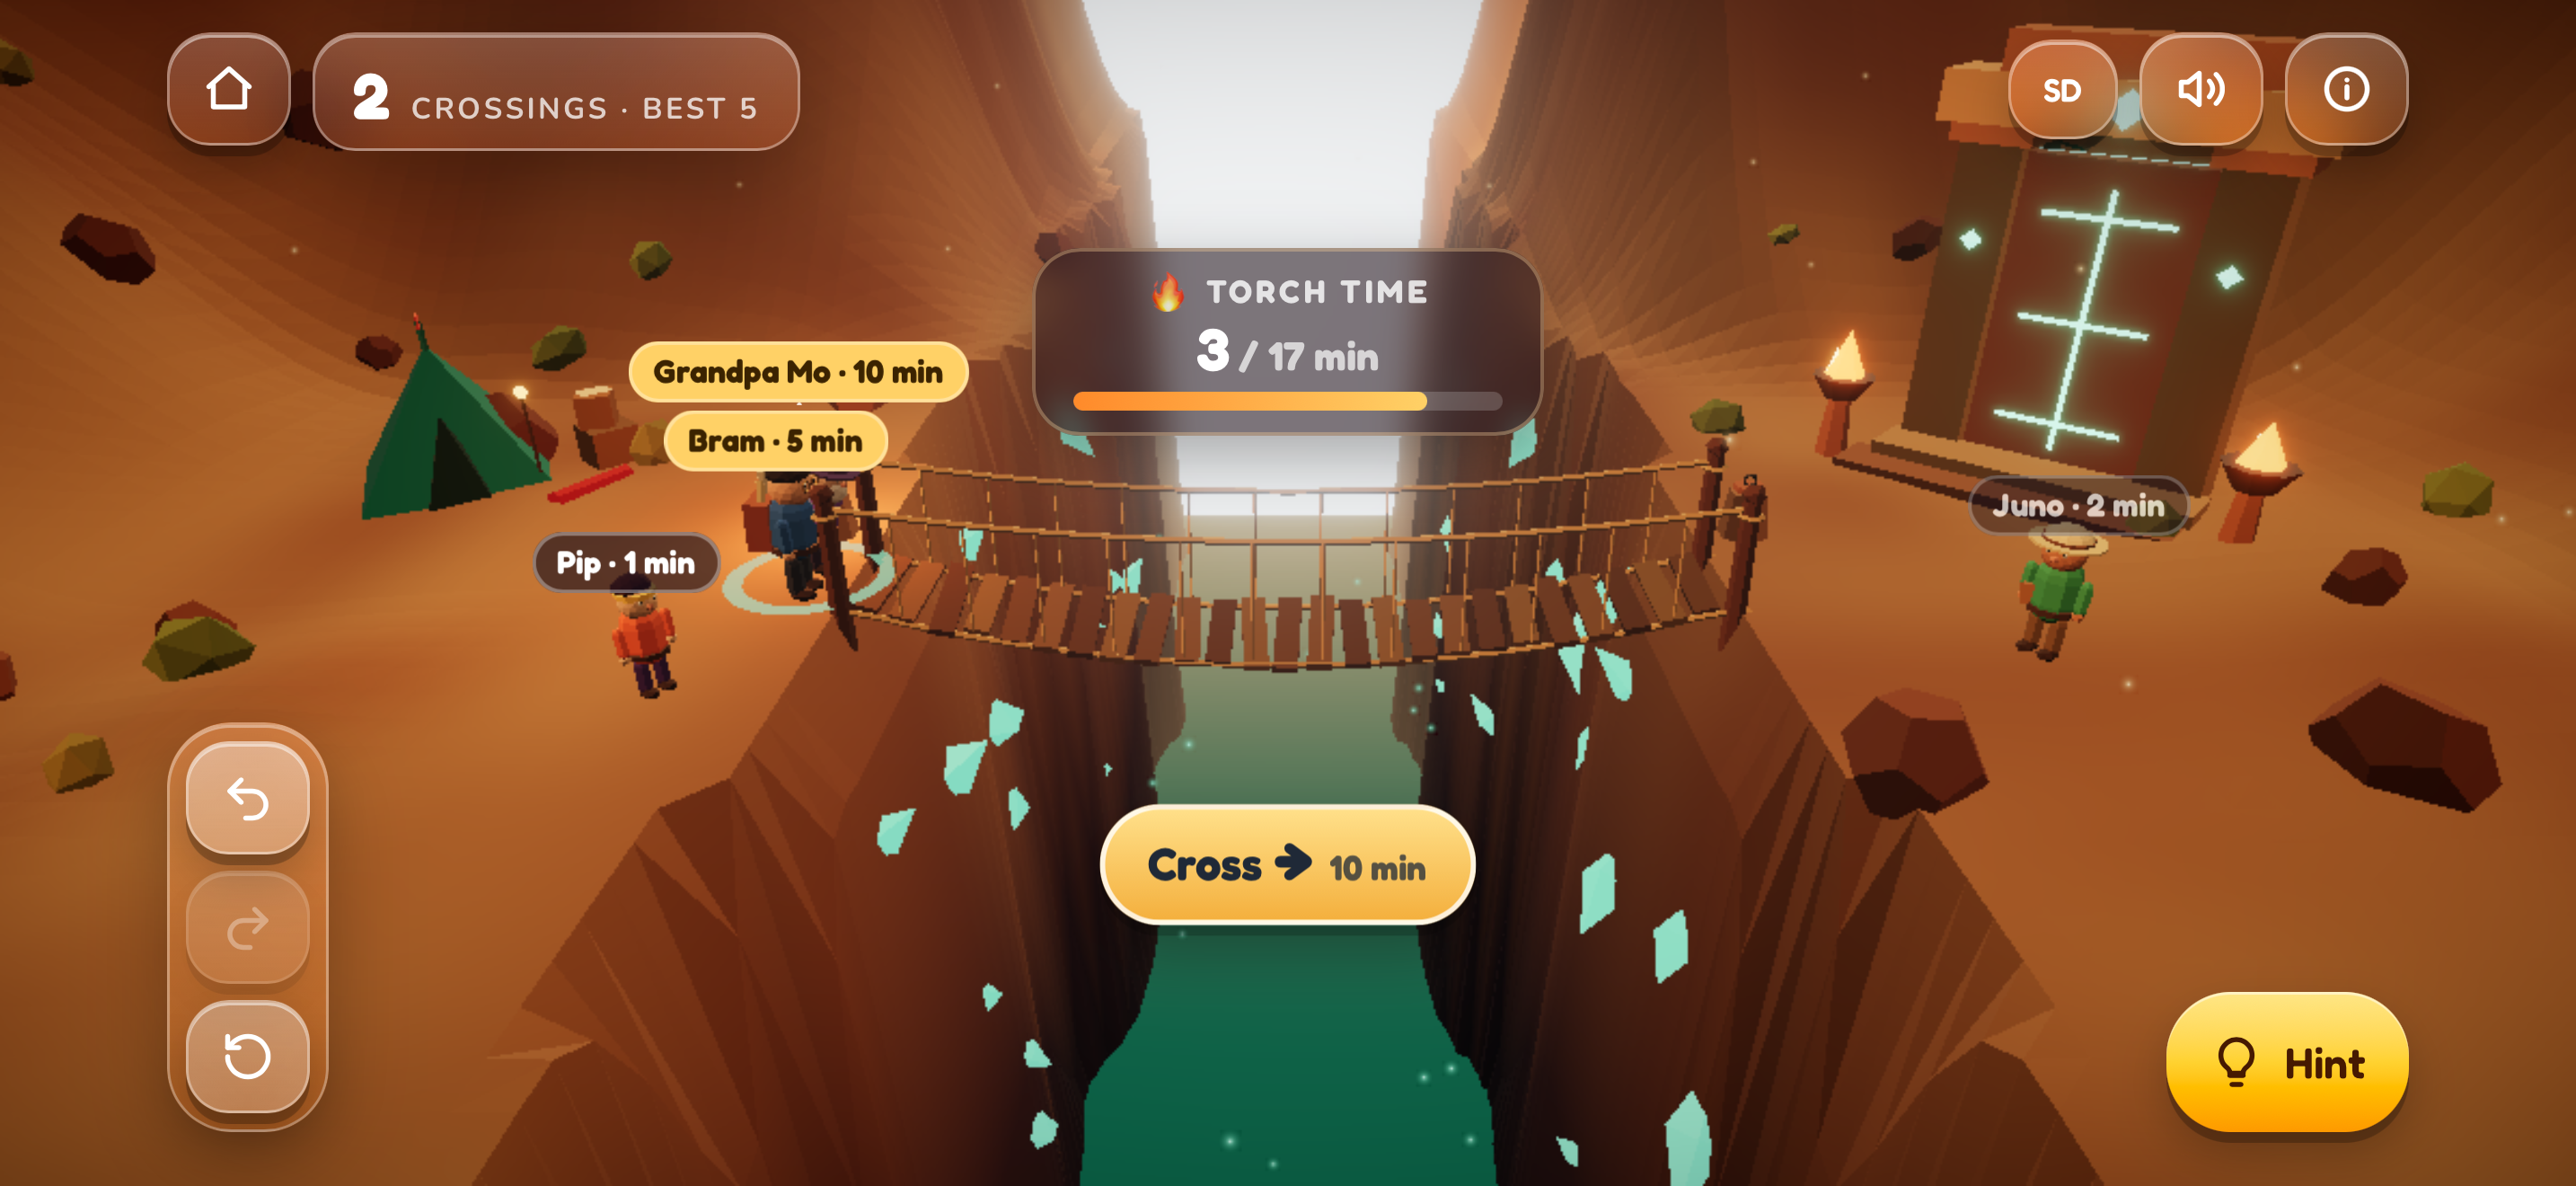 2 CROSSINGS · BEST 5
SD
TORCH TIME
3 / 17 min
Grandpa Mo · 10 min
Bram · 5 min
Pip · 1 min
Juno · 2 min
Cross → 10 min
Hint